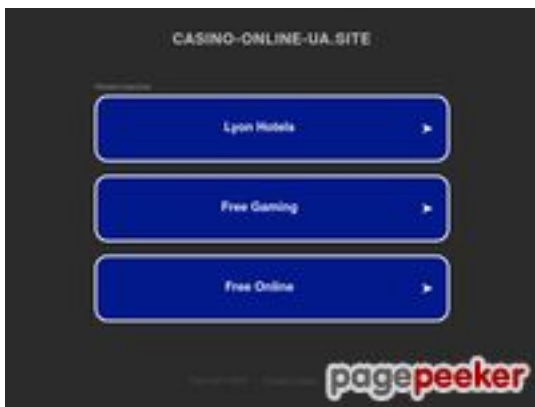 CASINO-ONLINE-UA.SITE
Lyon Hotels
Free Gaming
Free Online
pagepeeker